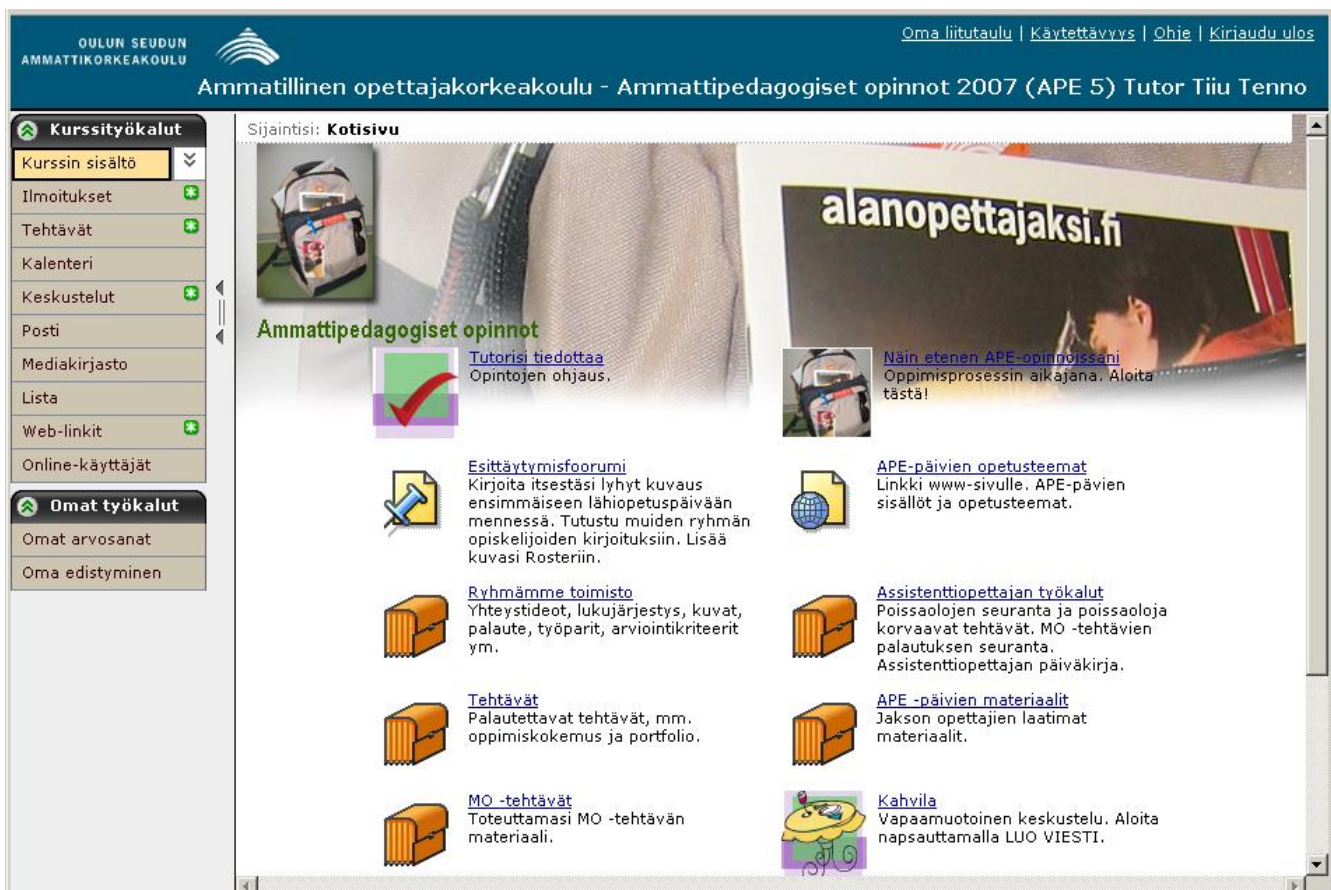 OULUN SEUDUN
AMMATTIKORKEAKOULU
Oma liitutaulu | Käytettävyys | Ohje | Kirjaudu ulos
Ammatillinen opettajakorkeakoulu - Ammattipedagogiset opinnot 2007 (APE 5) Tutor Tiiu Tenno
Kurssityökalut
Kurssin sisältö
Ilmoitukset
Tehtävät
Kalenteri
Keskustelut
Posti
Mediakirjasto
Lista
Web-linkit
Online-käyttäjät
Omat työkalut
Omat arvosanat
Oma edistyminen
Sijaintisi: Kotisivu
alanopettajaksi.fi
Ammattipedagogiset opinnot
Tutorisi tiedottaa
Opintojen ohjaus.
Näin etenen APE-opinnoissani
Oppimisprosessin aikajana. Aloita
tästä!
Esittäytymisfoorumi
Kirjoita itsestäsi lyhyt kuvaus
ensimmäiseen lähiopetuspäivään
mennessä. Tutustu muiden ryhmän
opiskelijoiden kirjoituksiin. Lisää
kuvasi Rosteriin.
APE-päivien opetusteemat
Linkki www-sivulle. APE-pävien
sisällöt ja opetusteemat.
Ryhmämme toimisto
Yhteystideot, lukujärjestys, kuvat,
palaute, työparit, arviointikriteerit
ym.
Assistenttiopettajan työkalut
Poissaolojen seuranta ja poissaoloja
korvaavat tehtävät. MO -tehtävien
palautuksen seuranta.
Assistenttiopettajan päiväkirja.
Tehtävät
Palautettavat tehtävät, mm.
oppimiskokemus ja portfolio.
APE -päivien materiaalit
Jakson opettajien laatimat
materiaalit.
MO -tehtävät
Toteuttamasi MO -tehtävän
materiaali.
Kahvila
Vapaamuotoinen keskustelu. Aloita
napsauttamalla LUO VIESTI.